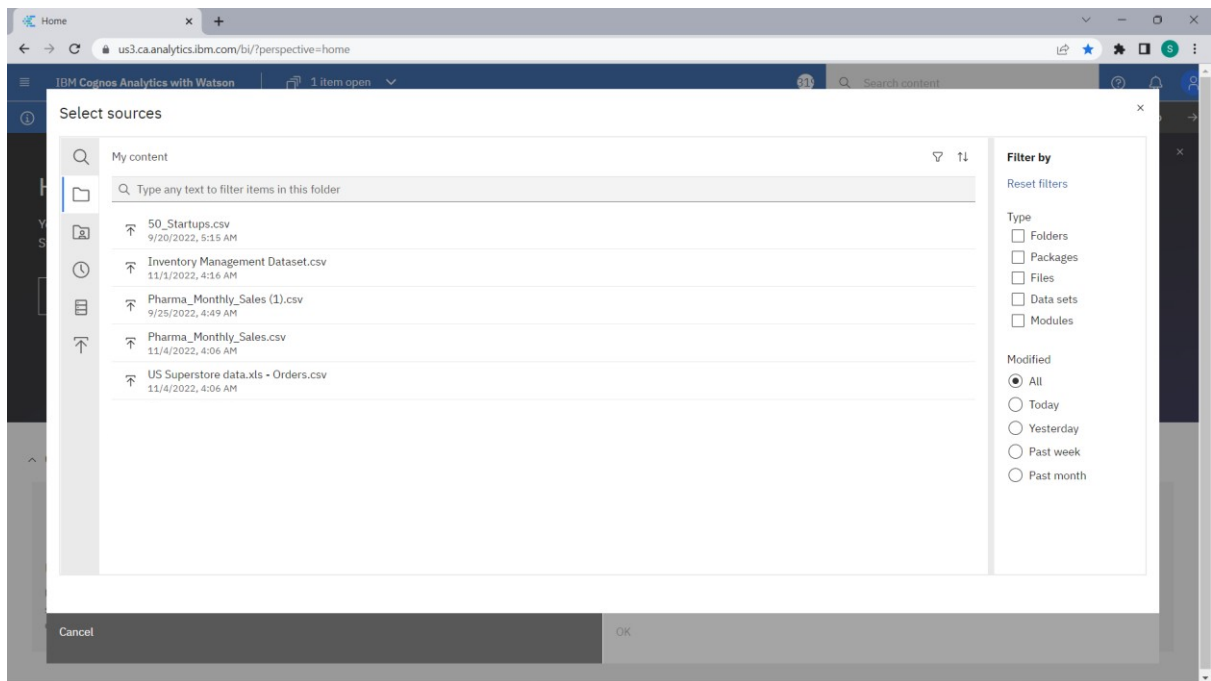 Home
us3.ca.analytics.ibm.com/bi/?perspective=home
S
IBM Cognos Analytics with Watson
1 item open
Search content
Select sources
My content
Type any text to filter items in this folder
50_Startups.csv
9/20/2022, 5:15 AM
Inventory Management Dataset.csv
11/1/2022, 4:16 AM
Pharma_Monthly_Sales (1).csv
9/25/2022, 4:49 AM
Pharma_Monthly_Sales.csv
11/4/2022, 4:06 AM
US Superstore data.xls - Orders.csv
11/4/2022, 4:06 AM
Filter by
Reset filters
Type
Folders
Packages
Files
Data sets
Modules
Modified
All
Today
Yesterday
Past week
Past month
Cancel
OK